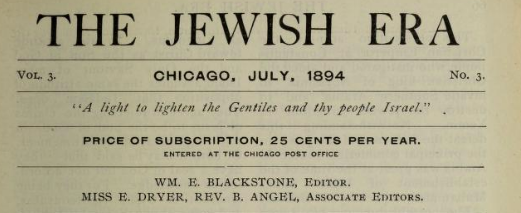 THE JEWISH ERA
VOL. 3. CHICAGO, JULY, 1894 No. 3.
"A light to lighten the Gentiles and thy people Israel."
PRICE OF SUBSCRIPTION, 25 CENTS PER YEAR.
ENTERED AT THE CHICAGO POST OFFICE
WM. E. BLACKSTONE, EDITOR.
MISS E. DRYER, REV. B. ANGEL, ASSOCIATE EDITORS.